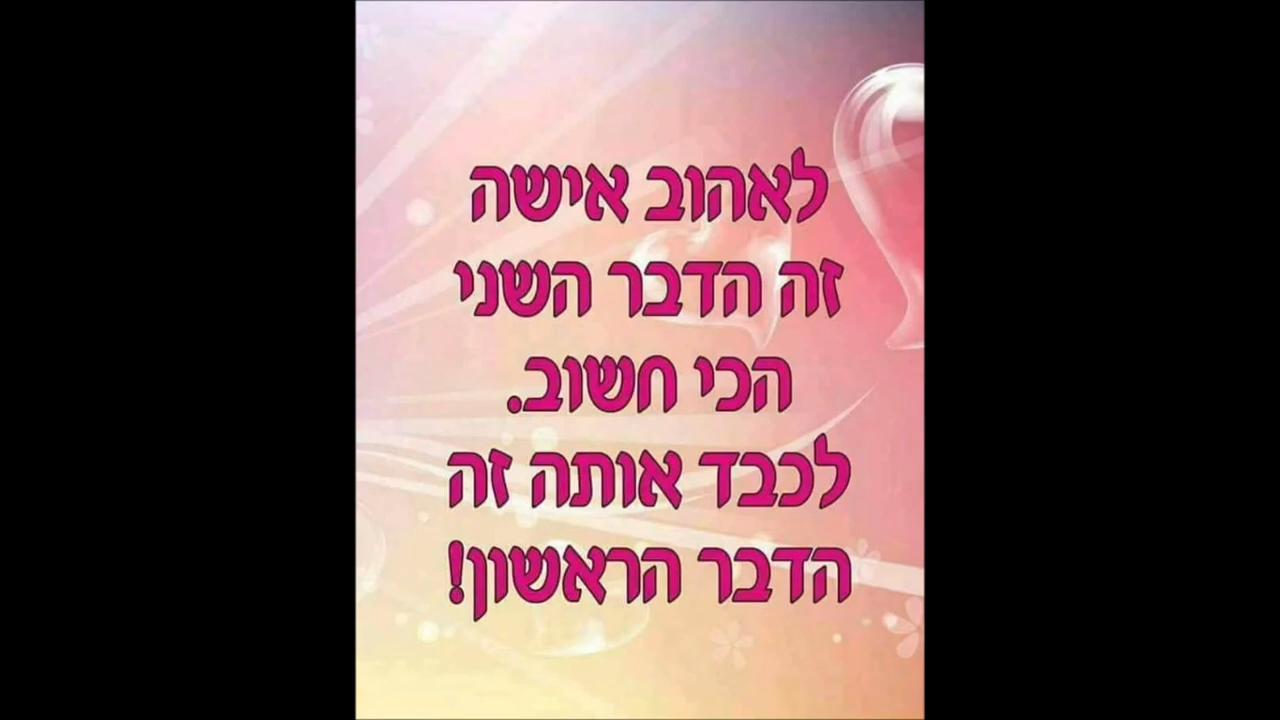 לאהוב אישה
זה הדבר השני
הכי חשוב.
לכבד אותה זה
הדבר הראשון!